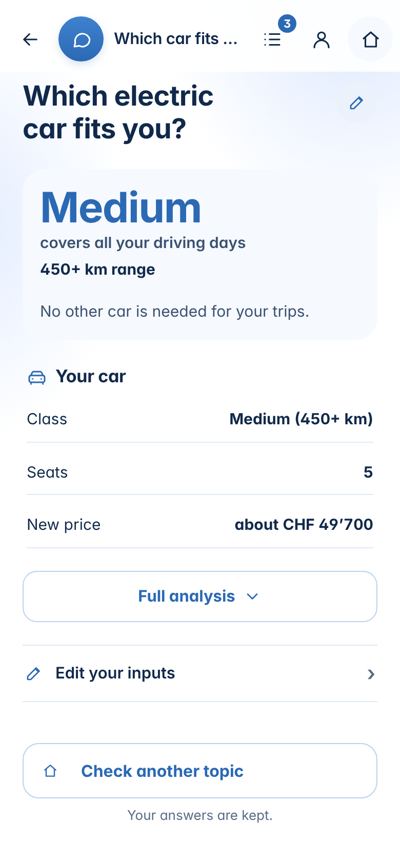 Which car fits ...
3
Which electric
car fits you?
Medium
covers all your driving days
450+ km range
No other car is needed for your trips.
Your car
Class Medium (450+ km)
Seats 5
New price about CHF 49’700
Full analysis
Edit your inputs
Check another topic
Your answers are kept.